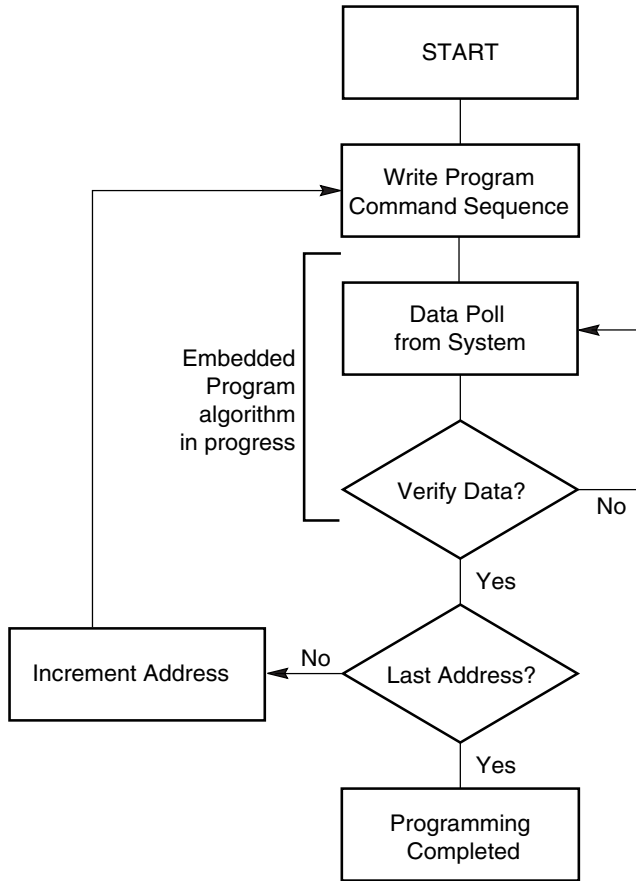 START
Write Program
Command Sequence
Data Poll
from System
Embedded
Program
algorithm
in progress
Verify Data?
No
Yes
Increment Address
No
Last Address?
Yes
Programming
Completed